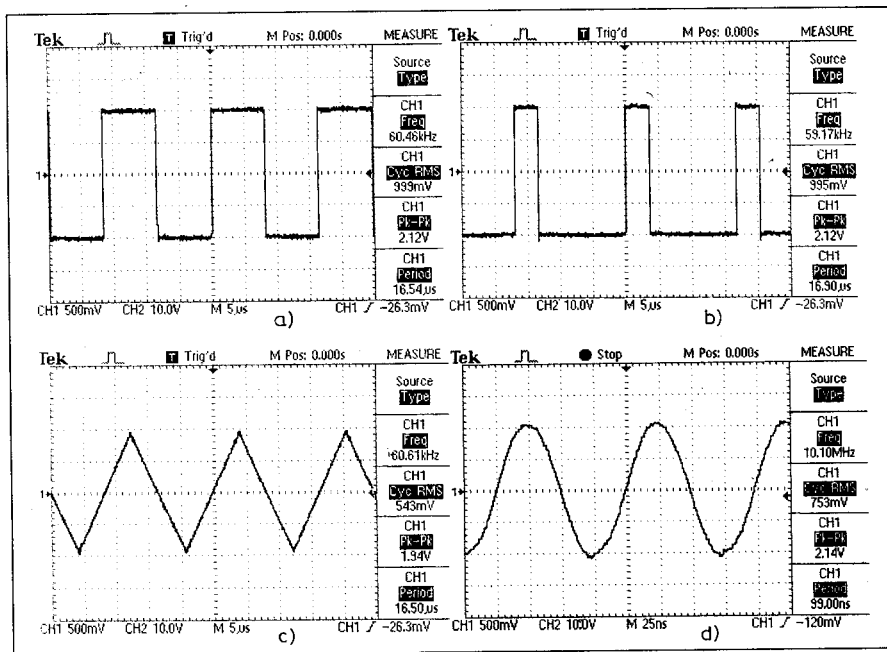 Tek T Trig'd M Pos: 0.000s MEASURE
Source
Type
CH1
Freq
60.46kHz
1
CH1
Cyc RMS
999mV
CH1
Pk-Pk
2.12V
CH1
Period
16.54µs
CH1 500mV CH2 10.0V M 5µs CH1 -26.3mV
a)
Tek T Trig'd M Pos: 0.000s MEASURE
Source
Type
CH1
Freq
59.17kHz
1
CH1
Cyc RMS
995mV
CH1
Pk-Pk
2.12V
CH1
Period
16.90µs
CH1 500mV CH2 10.0V M 5µs CH1 -26.3mV
b)
Tek T Trig'd M Pos: 0.000s MEASURE
Source
Type
CH1
Freq
60.61kHz
1
CH1
Cyc RMS
543mV
CH1
Pk-Pk
1.94V
CH1
Period
16.50µs
CH1 500mV CH2 10.0V M 5µs CH1 -26.3mV
c)
Tek Stop M Pos: 0.000s MEASURE
Source
Type
CH1
Freq
10.10MHz
1
CH1
Cyc RMS
753mV
CH1
Pk-Pk
2.14V
CH1
Period
99.00ns
CH1 500mV CH2 10.0V M 25ns CH1 -120mV
d)